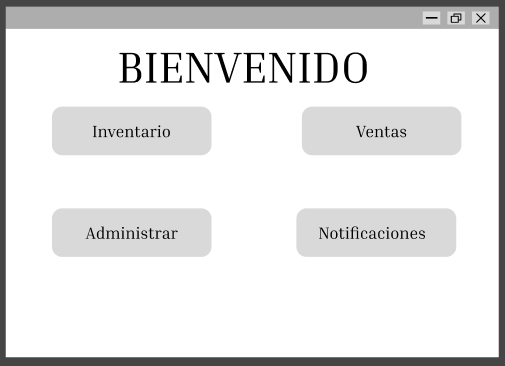 BIENVENIDO
Inventario
Ventas
Administrar
Notificaciones